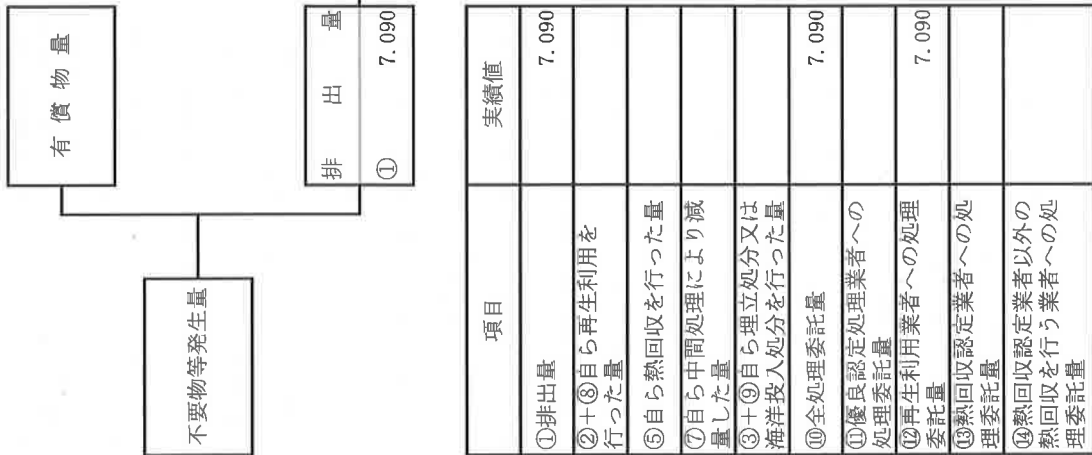 有償物量
不要物等発生量
排出量
① 7.090
項目 実績値
①排出量 7.090
②+⑧自ら再生利用を
行った量
⑤自ら熱回収を行った量
⑦自ら中間処理により減
量した量
③+⑨自ら埋立処分又は
海洋投入処分を行った量
⑩全処理委託量 7.090
⑪優良認定処理業者への
処理委託量
⑫再生利用業者への処理
委託量 7.090
⑬熱回収認定業者への処
理委託量
⑭熱回収認定業者以外の
熱回収を行う業者への処
理委託量